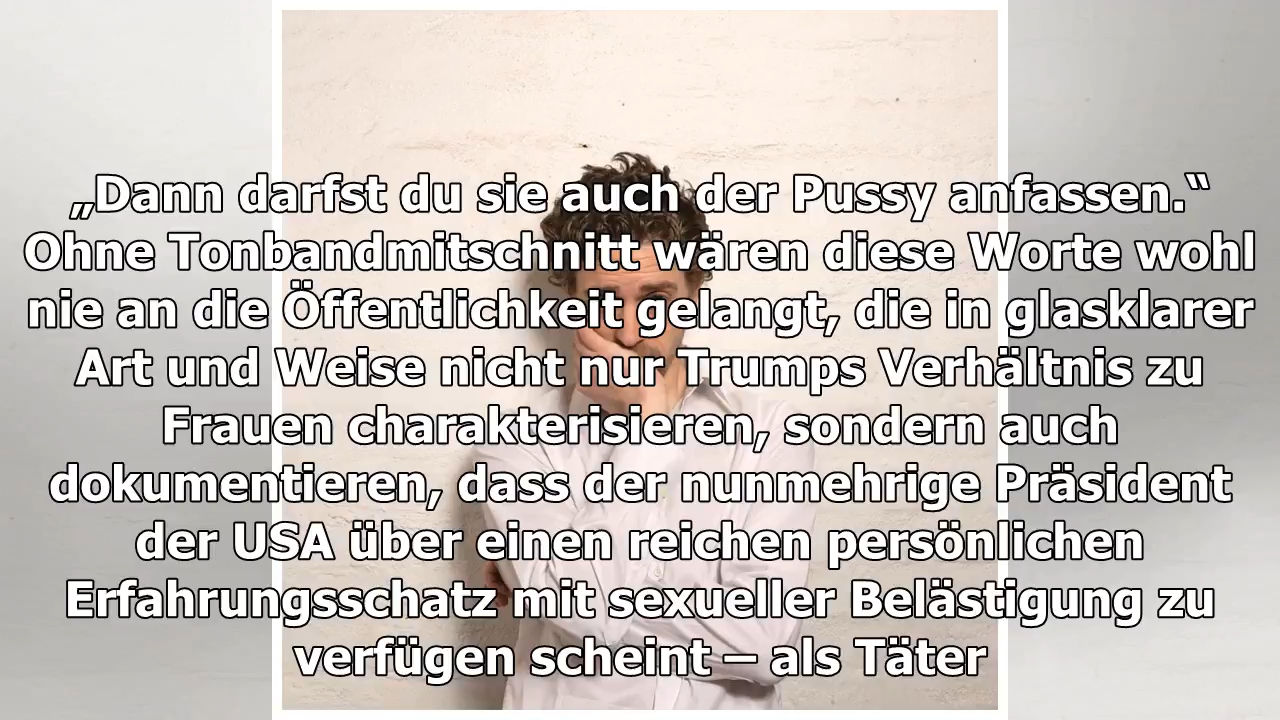 „Dann darfst du sie auch der Pussy anfassen.“
Ohne Tonbandmitschnitt wären diese Worte wohl
nie an die Öffentlichkeit gelangt, die in glasklarer
Art und Weise nicht nur Trumps Verhältnis zu
Frauen charakterisieren, sondern auch
dokumentieren, dass der nunmehrige Präsident
der USA über einen reichen persönlichen
Erfahrungsschatz mit sexueller Belästigung zu
verfügen scheint – als Täter